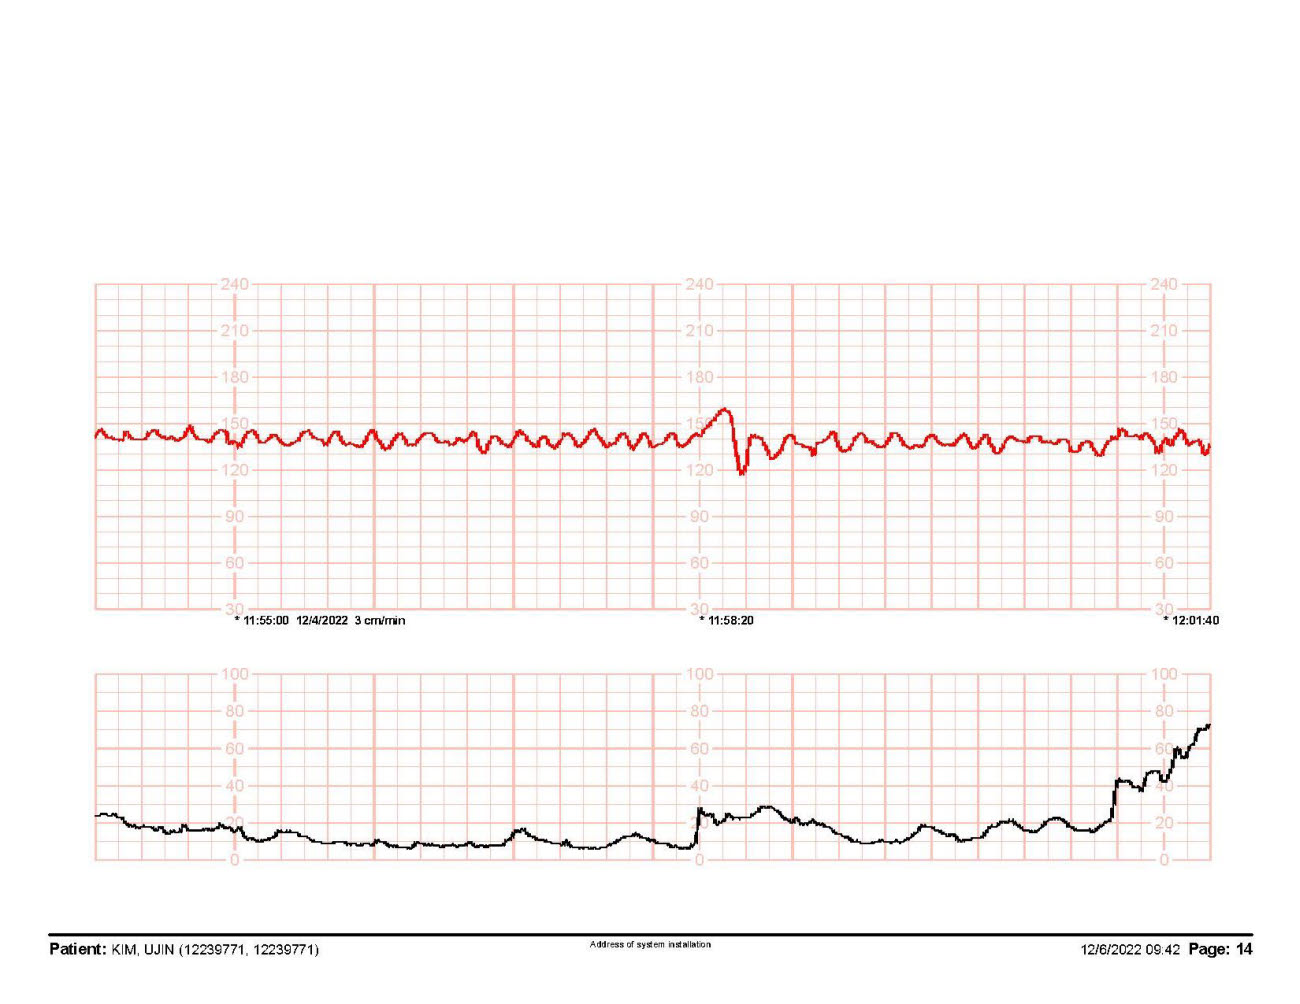 240 240 240
210 210 210
180 180 180
150 150 150
120 120 120
90 90 90
60 60 60
30 30 30
* 11:55:00 12/4/2022 3 cm/min * 11:58:20 * 12:01:40
100 100 100
80 80 80
60 60 60
40 40 40
20 20 20
0 0 0
Patient: KIM, UJIN (12239771, 12239771) Address of system installation 12/6/2022 09:42 Page: 14